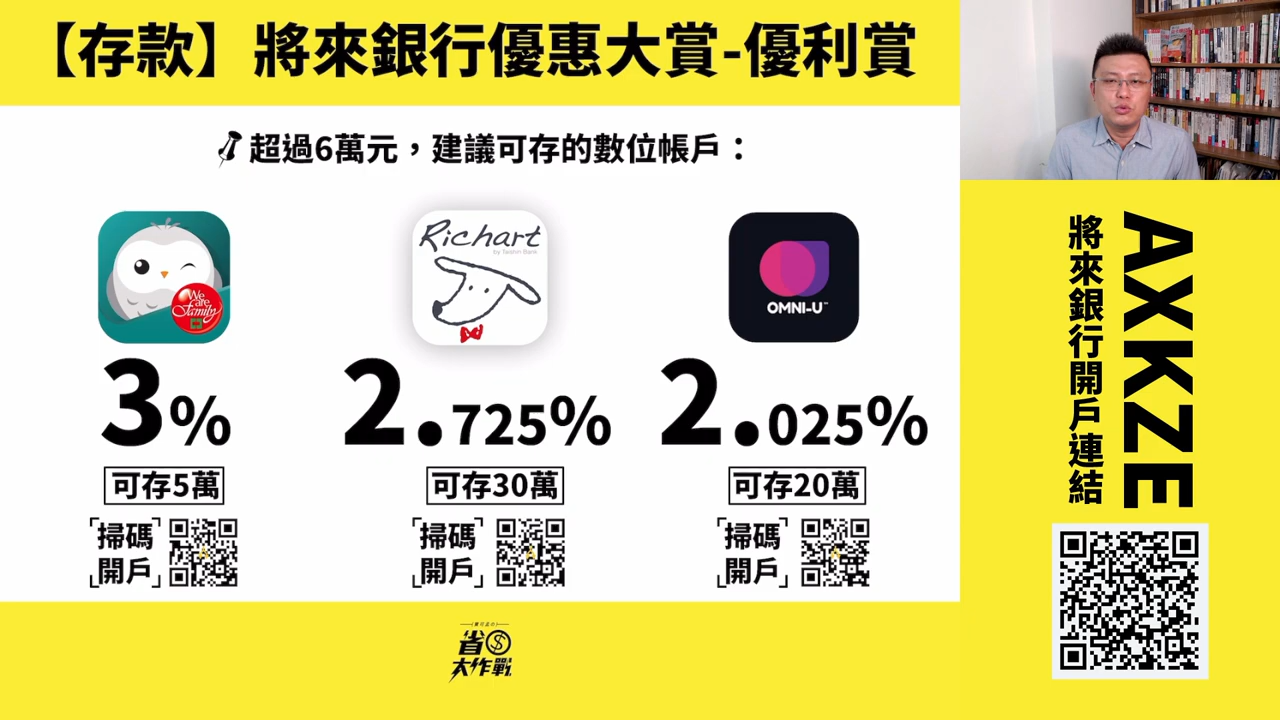 【存款】將來銀行優惠大賞-優利賞
超過6萬元，建議可存的數位帳戶：
We
are
Family
Richart
by Taishin Bank
OMNI-U™
3%
2.725%
2.025%
可存5萬
可存30萬
可存20萬
掃碼
開戶
掃碼
開戶
掃碼
開戶
省$
大作戰
AXKZE
將來銀行開戶連結